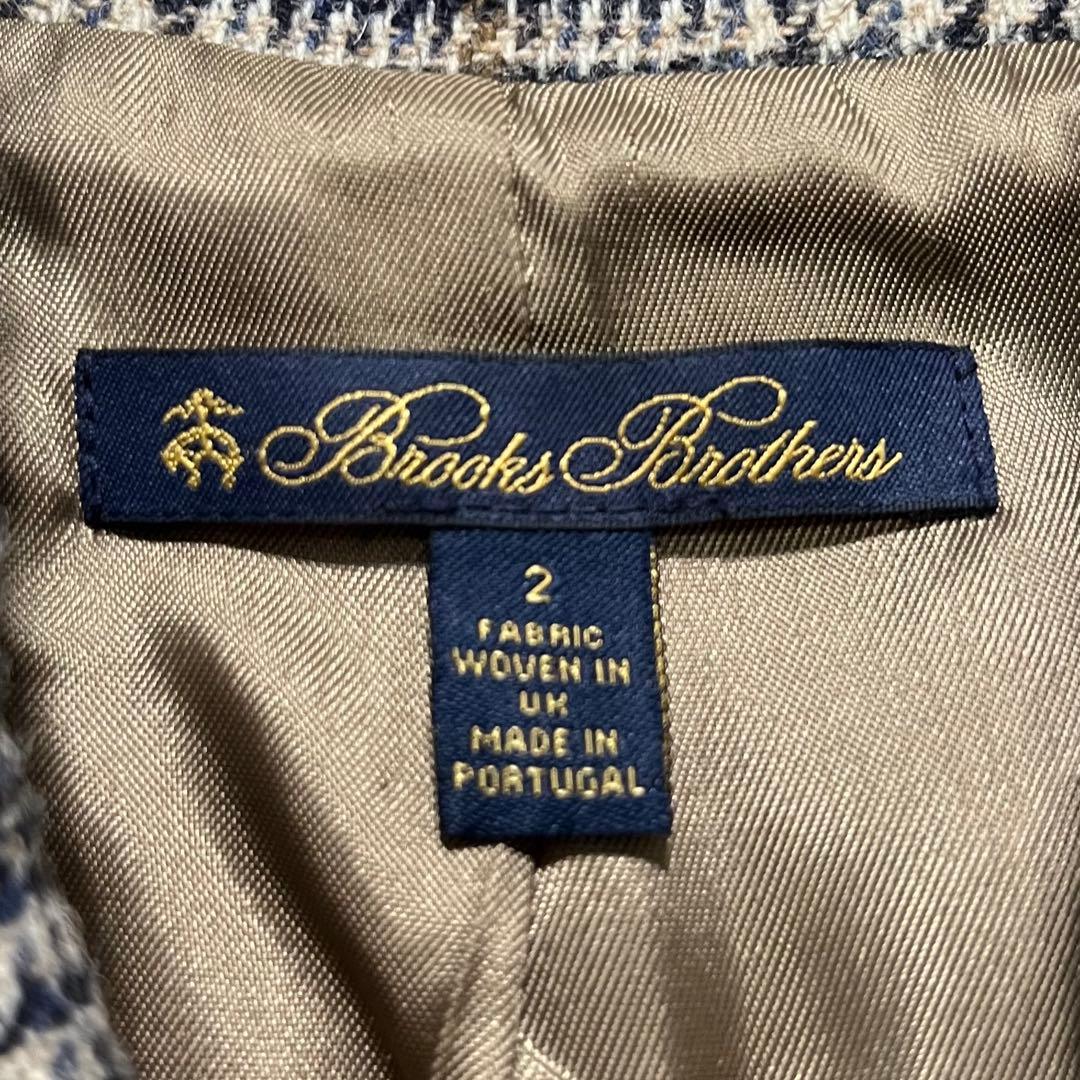 Brooks Brothers
2
FABRIC
WOVEN IN
UK
MADE IN
PORTUGAL